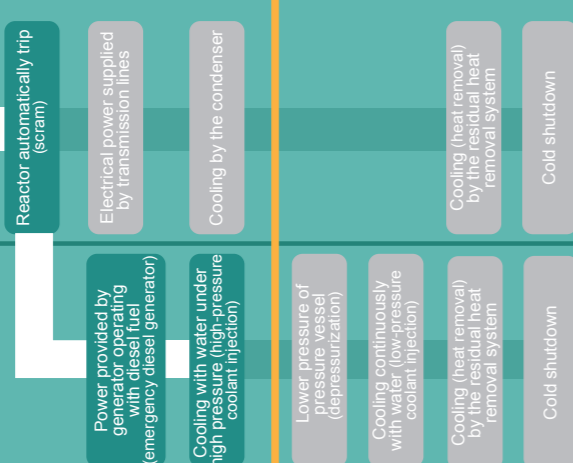 Reactor automatically trip
(scram)
Electrical power supplied
by transmission lines
Cooling by the condenser
Cooling (heat removal)
by the residual heat
removal system
Cold shutdown
Power provided by
generator operating
with diesel fuel
(emergency diesel generator)
Cooling with water under
high pressure (high-pressure
coolant injection)
Lower pressure of
pressure vessel
(depressurization)
Cooling continuously
with water (low-pressure
coolant injection)
Cooling (heat removal)
by the residual heat
removal system
Cold shutdown